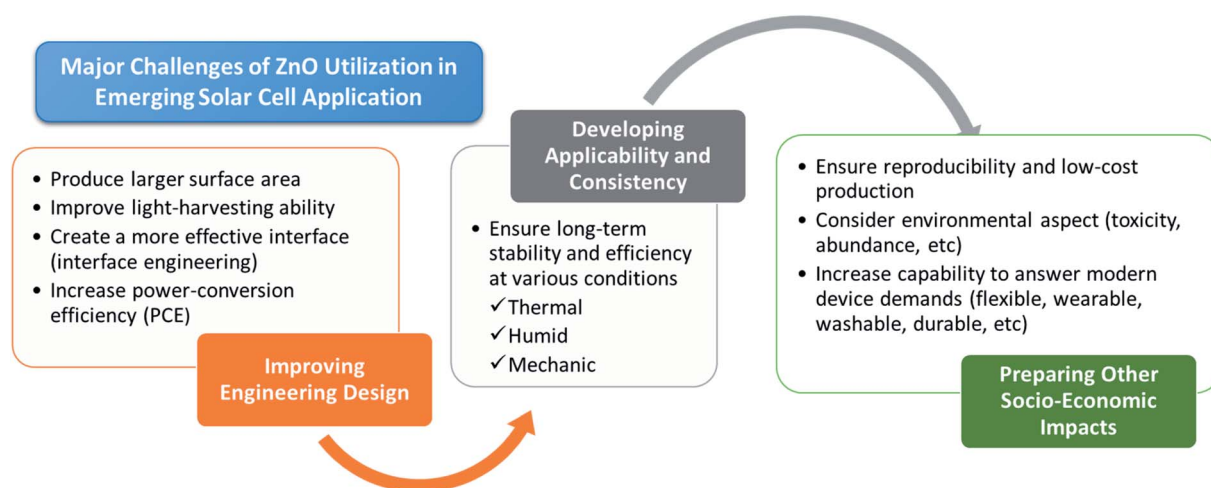 Major Challenges of ZnO Utilization in
Emerging Solar Cell Application
• Produce larger surface area
• Improve light-harvesting ability
• Create a more effective interface
(interface engineering)
• Increase power-conversion
efficiency (PCE)
Improving
Engineering Design
Developing
Applicability and
Consistency
• Ensure long-term
stability and efficiency
at various conditions
✓Thermal
✓Humid
✓Mechanic
• Ensure reproducibility and low-cost
production
• Consider environmental aspect (toxicity,
abundance, etc)
• Increase capability to answer modern
device demands (flexible, wearable,
washable, durable, etc)
Preparing Other
Socio-Economic
Impacts